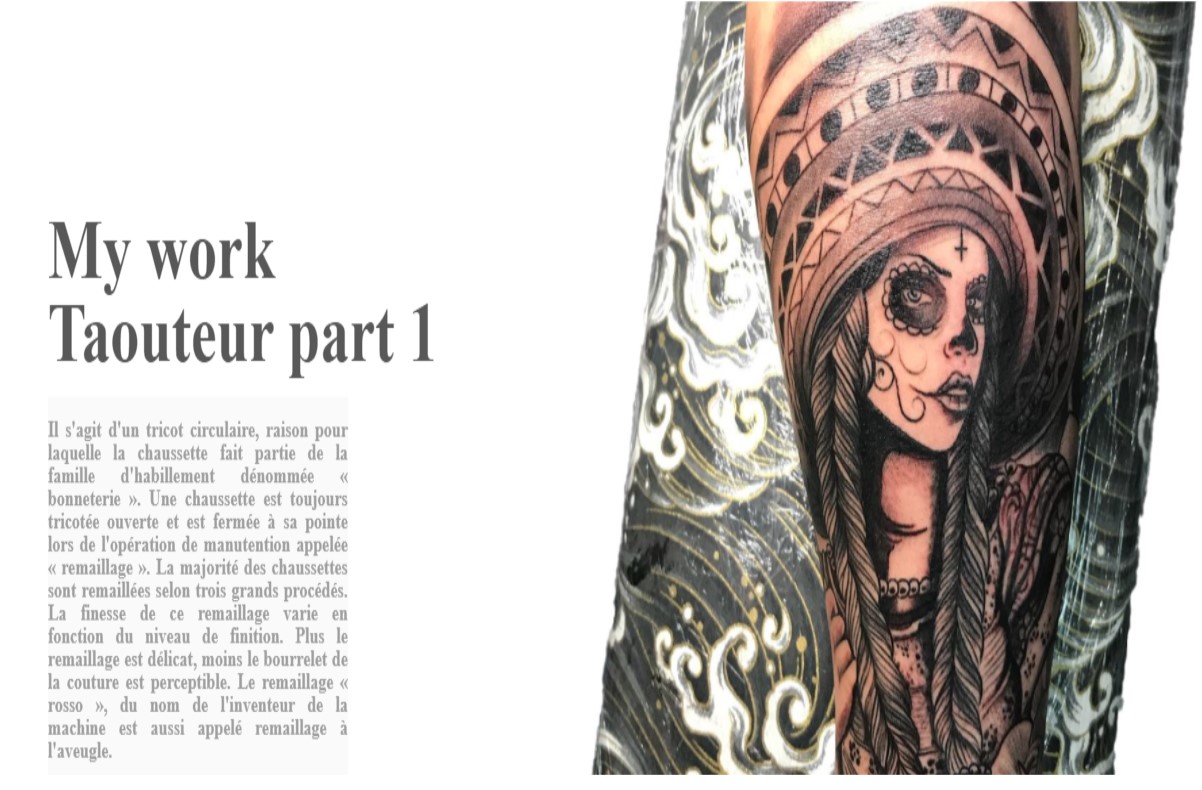 My work
Taouteur part 1
Il s'agit d'un tricot circulaire, raison pour
laquelle la chaussette fait partie de la
famille d'habillement dénommée «
bonneterie ». Une chaussette est toujours
tricotée ouverte et est fermée à sa pointe
lors de l'opération de manutention appelée
« remaillage ». La majorité des chaussettes
sont remaillées selon trois grands procédés.
La finesse de ce remaillage varie en
fonction du niveau de finition. Plus le
remaillage est délicat, moins le bourrelet de
la couture est perceptible. Le remaillage «
rosso », du nom de l'inventeur de la
machine est aussi appelé remaillage à
l'aveugle.